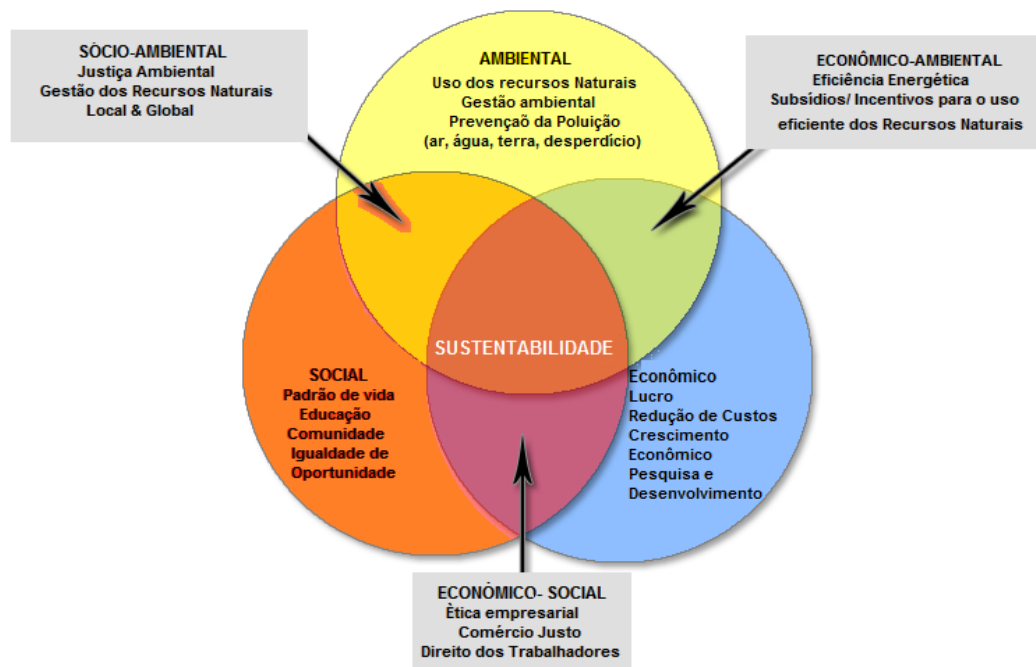 SÓCIO-AMBIENTAL
Justiça Ambiental
Gestão dos Recursos Naturais
Local & Global
AMBIENTAL
Uso dos recursos Naturais
Gestão ambiental
Prevençaõ da Poluição
(ar, água, terra, desperdício)
ECONÔMICO-AMBIENTAL
Eficiência Energética
Subsídios/ Incentivos para o uso
eficiente dos Recursos Naturais
SUSTENTABILIDADE
SOCIAL
Padrão de vida
Educação
Comunidade
Igualdade de
Oportunidade
Econômico
Lucro
Redução de Custos
Crescimento
Econômico
Pesquisa e
Desenvolvimento
ECONÓMICO- SOCIAL
Ètica empresarial
Comércio Justo
Direito dos Trabalhadores